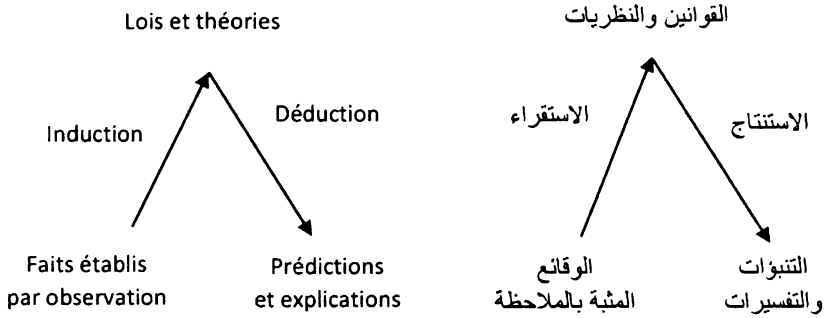 Lois et théories
Induction
Déduction
Faits établis
par observation
Prédictions
et explications
القوانين والنظريات
الاستقراء
الاستنتاج
الوقائع
المثبة بالملاحظة
التنبؤات
والتفسيرات